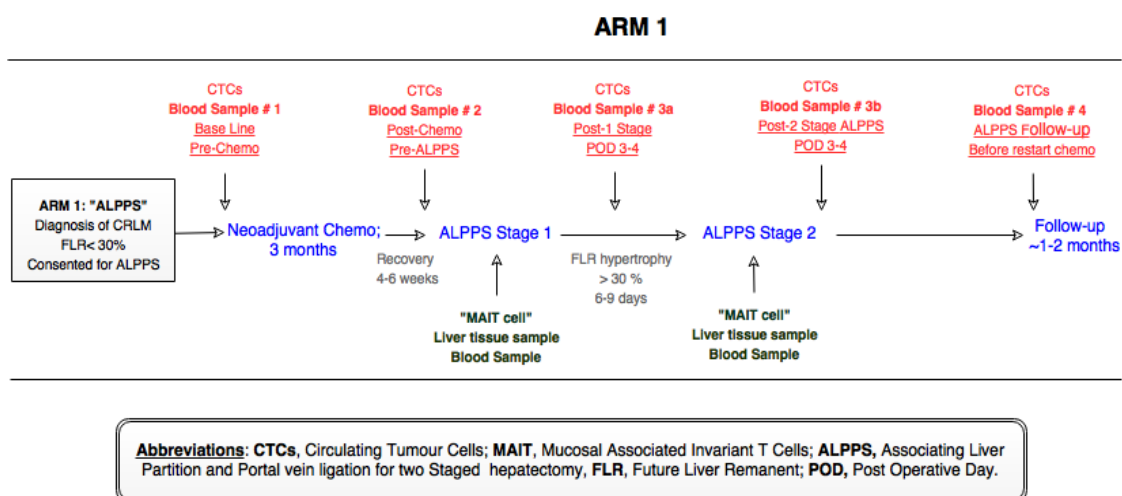 ARM 1
CTCs
Blood Sample # 1
Base Line
Pre-Chemo
CTCs
Blood Sample # 2
Post-Chemo
Pre-ALPPS
CTCs
Blood Sample # 3a
Post-1 Stage
POD 3-4
CTCs
Blood Sample # 3b
Post-2 Stage ALPPS
POD 3-4
CTCs
Blood Sample # 4
ALPPS Follow-up
Before restart chemo
ARM 1: "ALPPS"
Diagnosis of CRLM
FLR< 30%
Consented for ALPPS
Neoadjuvant Chemo;
3 months
Recovery
4-6 weeks
ALPPS Stage 1
FLR hypertrophy
> 30 %
6-9 days
ALPPS Stage 2
Follow-up
~1-2 months
"MAIT cell"
Liver tissue sample
Blood Sample
"MAIT cell"
Liver tissue sample
Blood Sample
Abbreviations: CTCs, Circulating Tumour Cells; MAIT, Mucosal Associated Invariant T Cells; ALPPS, Associating Liver
Partition and Portal vein ligation for two Staged hepatectomy, FLR, Future Liver Remanent; POD, Post Operative Day.